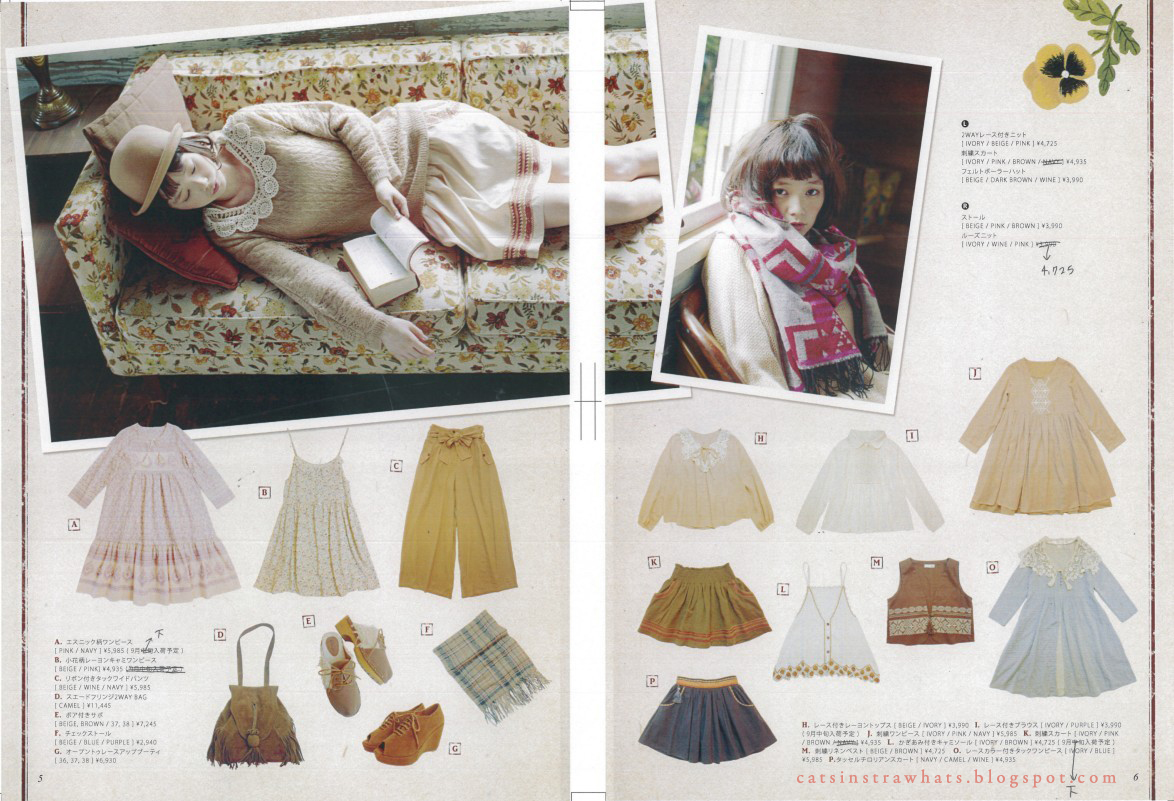 L
2WAYレース付きニット
[ IVORY / BEIGE / PINK ] ¥4,725
刺繍スカート
[ IVORY / PINK / BROWN / NAVY ] ¥4,935
フェルトボーラーハット
[ BEIGE / DARK BROWN / WINE ] ¥3,990
R
ストール
[ BEIGE / PINK / BROWN ] ¥3,990
ルーズニット
[ IVORY / WINE / PINK ]
4,725
J
H
I
C
B
A
K
M
O
L
D
E
F
P
G
下
A. エスニック柄ワンピース
[ PINK / NAVY ] ¥5,985 ( 9月中旬入荷予定 )
B. 小花柄レーヨンキャミワンピース
[ BEIGE / PINK] ¥4,935
C. リボン付きタックワイドパンツ
[ BEIGE / WINE / NAVY ] ¥5,985
D. スエードフリンジ2WAY BAG
[ CAMEL ] ¥11,445
E. ボア付きサボ
[ BEIGE, BROWN / 37, 38 ] ¥7,245
F. チェックストール
[ BEIGE / BLUE / PURPLE ] ¥2,940
G. オープントゥレースアップブーティ
[ 36, 37, 38 ] ¥6,930
H. レース付きレーヨントップス [ BEIGE / IVORY ] ¥3,990 I. レース付きブラウス [ IVORY / PURPLE ] ¥3,990
( 9月中旬入荷予定 ) J. 刺繍ワンピース [ IVORY / PINK / NAVY ] ¥5,985 K. 刺繍スカート [ IVORY / PINK
BROWN / NAVY ] ¥4,935 L. かぎあみ付きキャミソール [ IVORY / BROWN ] ¥4,725 ( 9月中旬入荷予定 )
M. 刺繍リネンベスト [ BEIGE / BROWN ] ¥4,725 O. レースカラー付きタックワンピース [ IVORY / BLUE ]
¥5,985 P.タッセルチロリアンスカート [ NAVY / CAMEL / WINE ] ¥4,935
下
catsinstrawhats.blogspot.com
5
6